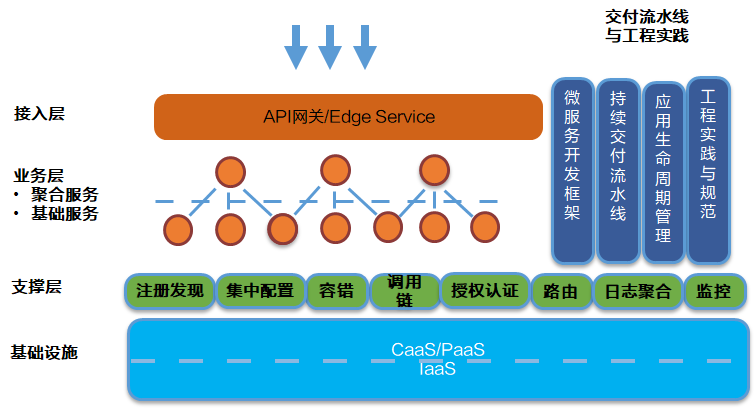 交付流水线
与工程实践
接入层
API网关/Edge Service
微服务开发框架
持续交付流水线
应用生命周期管理
工程实践与规范
业务层
• 聚合服务
• 基础服务
支撑层
注册发现
集中配置
容错
调用
链
授权认证
路由
日志聚合
监控
基础设施
CaaS/PaaS
IaaS